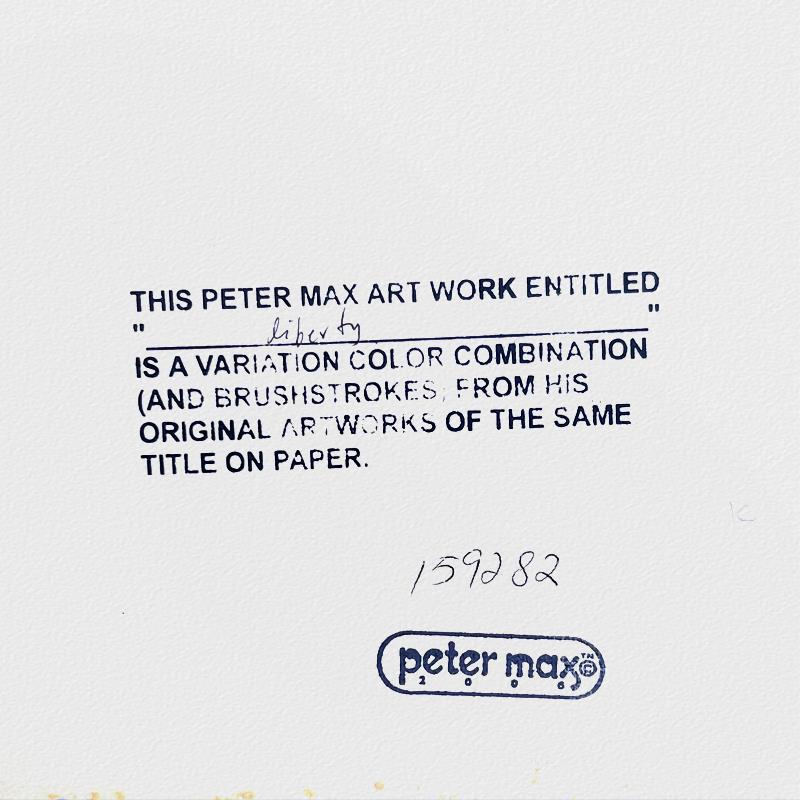 THIS PETER MAX ART WORK ENTITLED
" liberty "
IS A VARIATION COLOR COMBINATION
(AND BRUSHSTROKES) FROM HIS
ORIGINAL ARTWORKS OF THE SAME
TITLE ON PAPER.
K
159282
peter max™©
2006